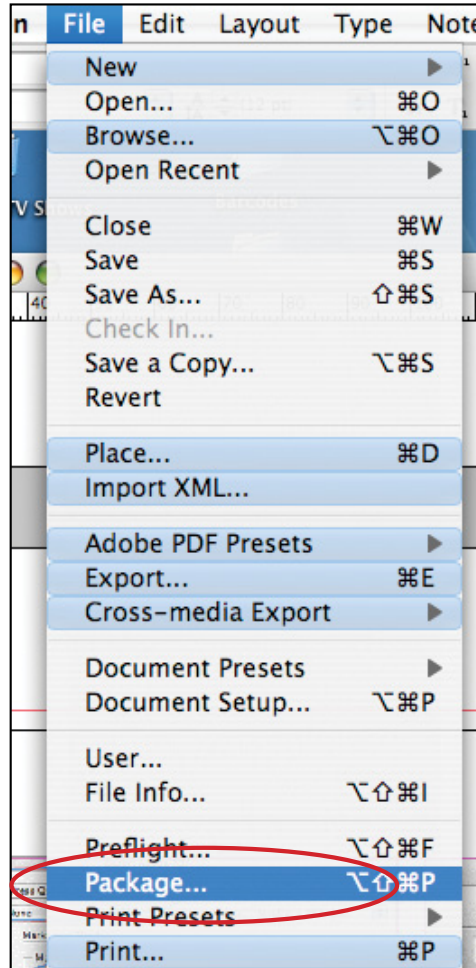 n File Edit Layout Type Note
New ▶
Open... ⌘O
Browse... ⌥⌘O
Open Recent ▶
Close ⌘W
Save ⌘S
Save As... ⇧⌘S
Check In...
Save a Copy... ⌥⌘S
Revert
Place... ⌘D
Import XML...
Adobe PDF Presets ▶
Export... ⌘E
Cross-media Export ▶
Document Presets ▶
Document Setup... ⌥⌘P
User...
File Info... ⌥⇧⌘I
Preflight... ⌥⇧⌘F
Package... ⌥⇧⌘P
Print Presets ▶
Print... ⌘P